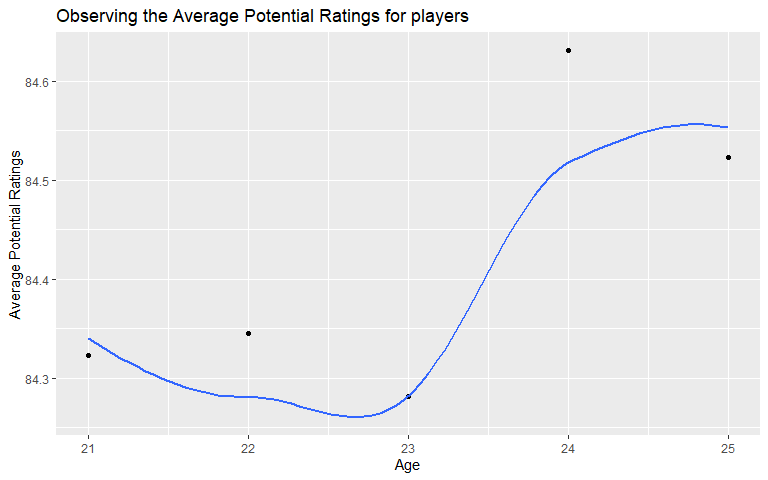 Observing the Average Potential Ratings for players
Average Potential Ratings
84.6
84.5
84.4
84.3
21 22 23 24 25
Age